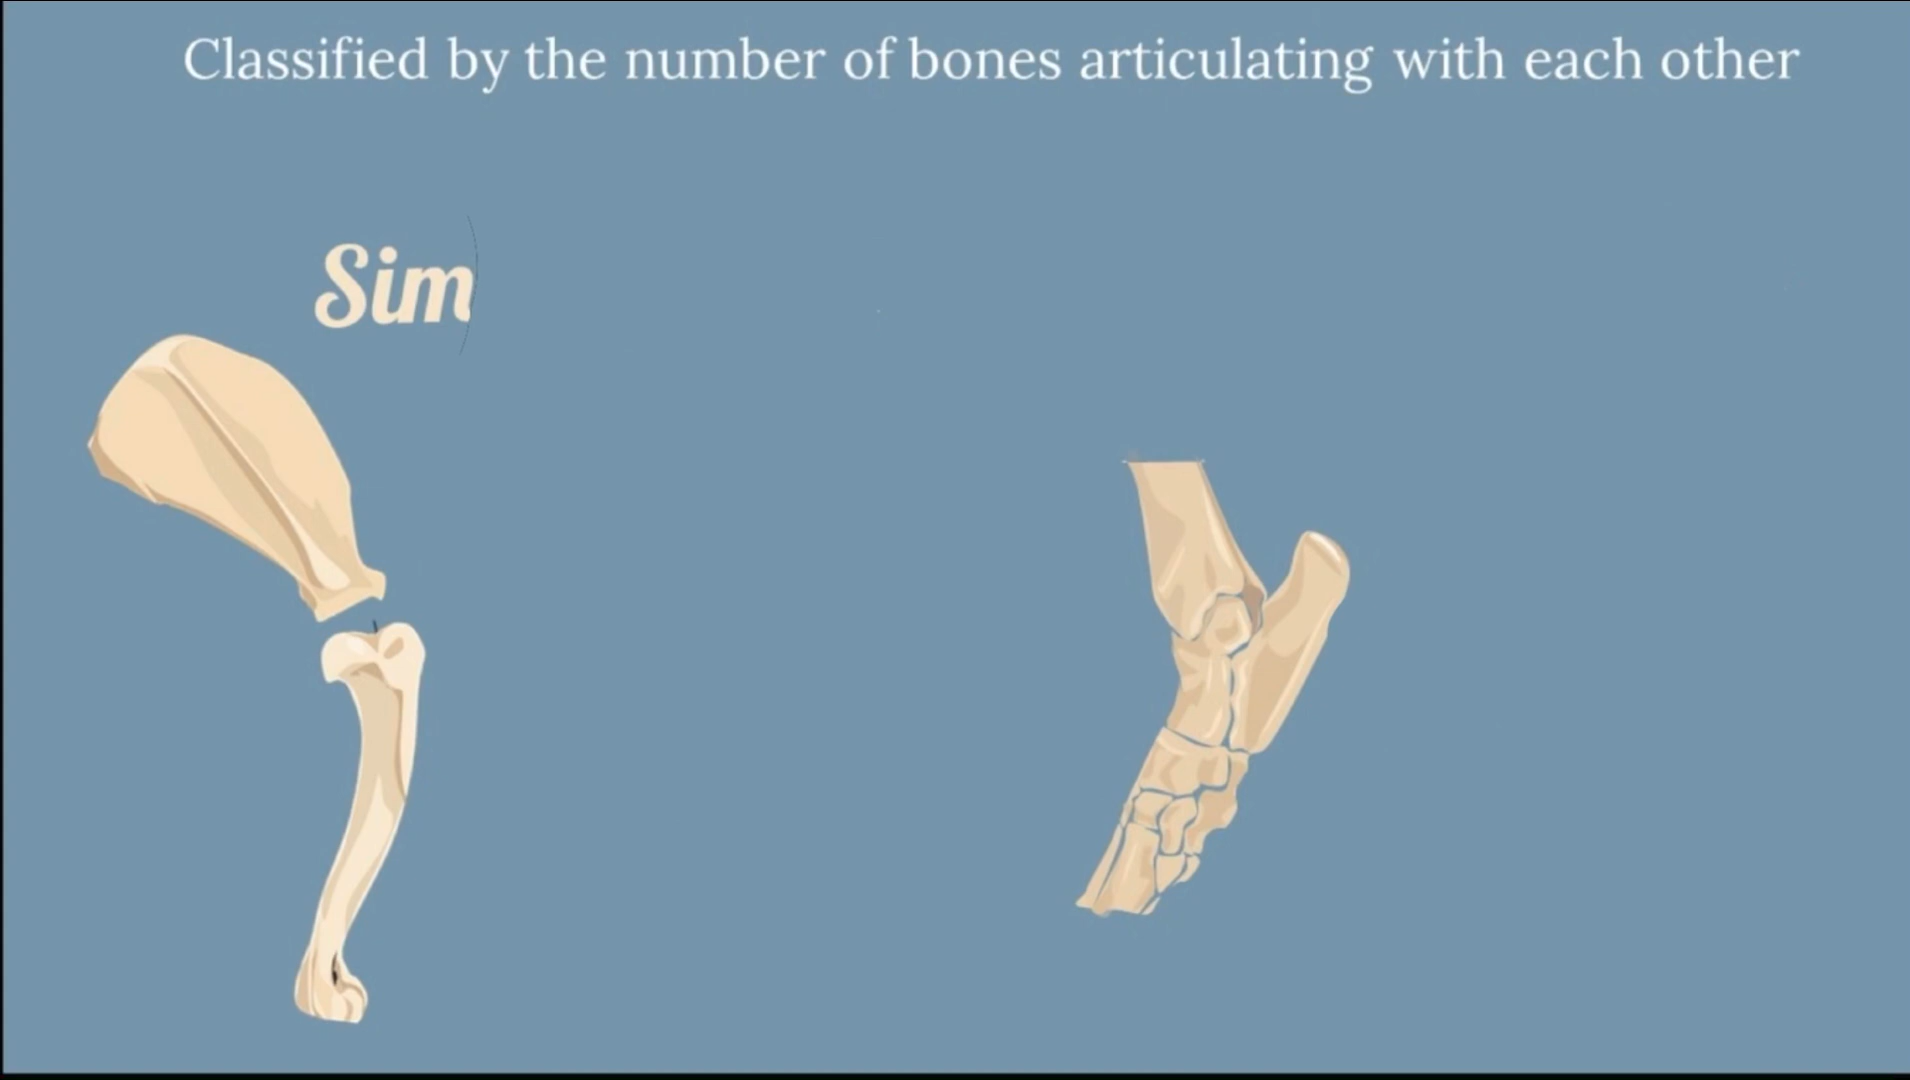 Classified by the number of bones articulating with each other
Sim